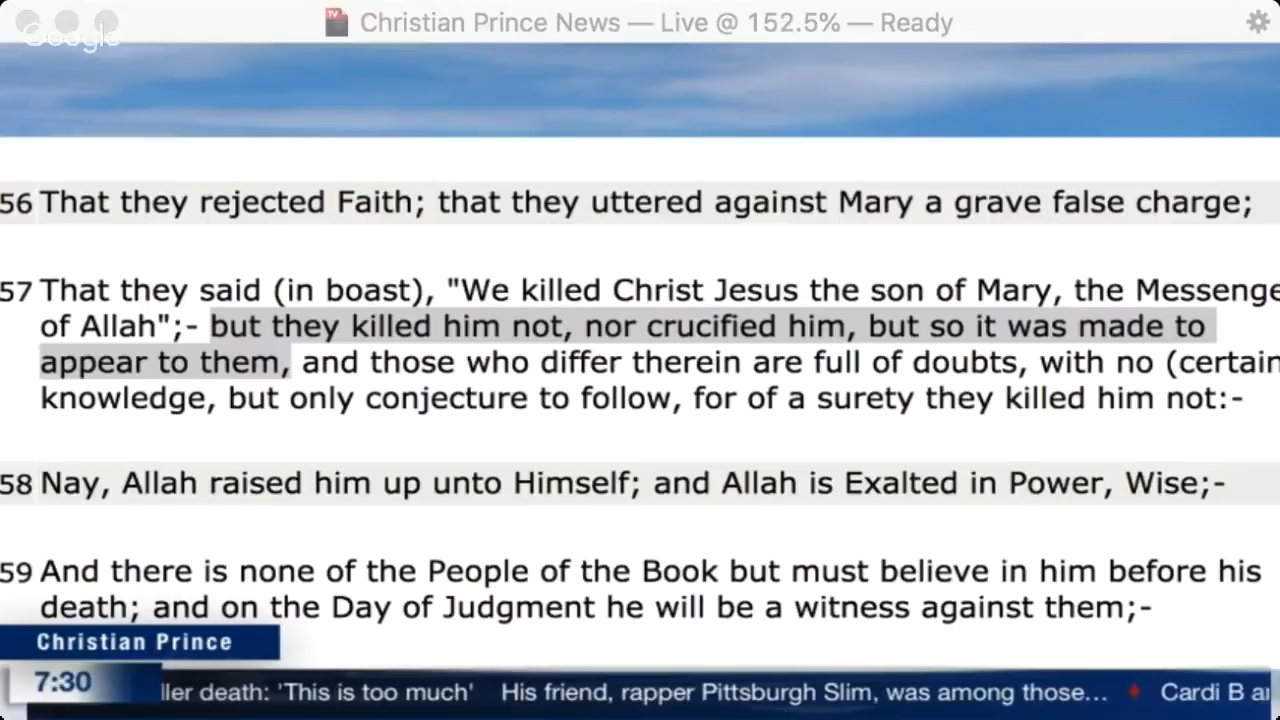 Christian Prince News — Live @ 152.5% — Ready
Google
56 That they rejected Faith; that they uttered against Mary a grave false charge;
57 That they said (in boast), "We killed Christ Jesus the son of Mary, the Messenge
of Allah";- but they killed him not, nor crucified him, but so it was made to
appear to them, and those who differ therein are full of doubts, with no (certain
knowledge, but only conjecture to follow, for of a surety they killed him not:-
58 Nay, Allah raised him up unto Himself; and Allah is Exalted in Power, Wise;-
59 And there is none of the People of the Book but must believe in him before his
death; and on the Day of Judgment he will be a witness against them;-
Christian Prince
7:30 ller death: 'This is too much' His friend, rapper Pittsburgh Slim, was among those... Cardi B